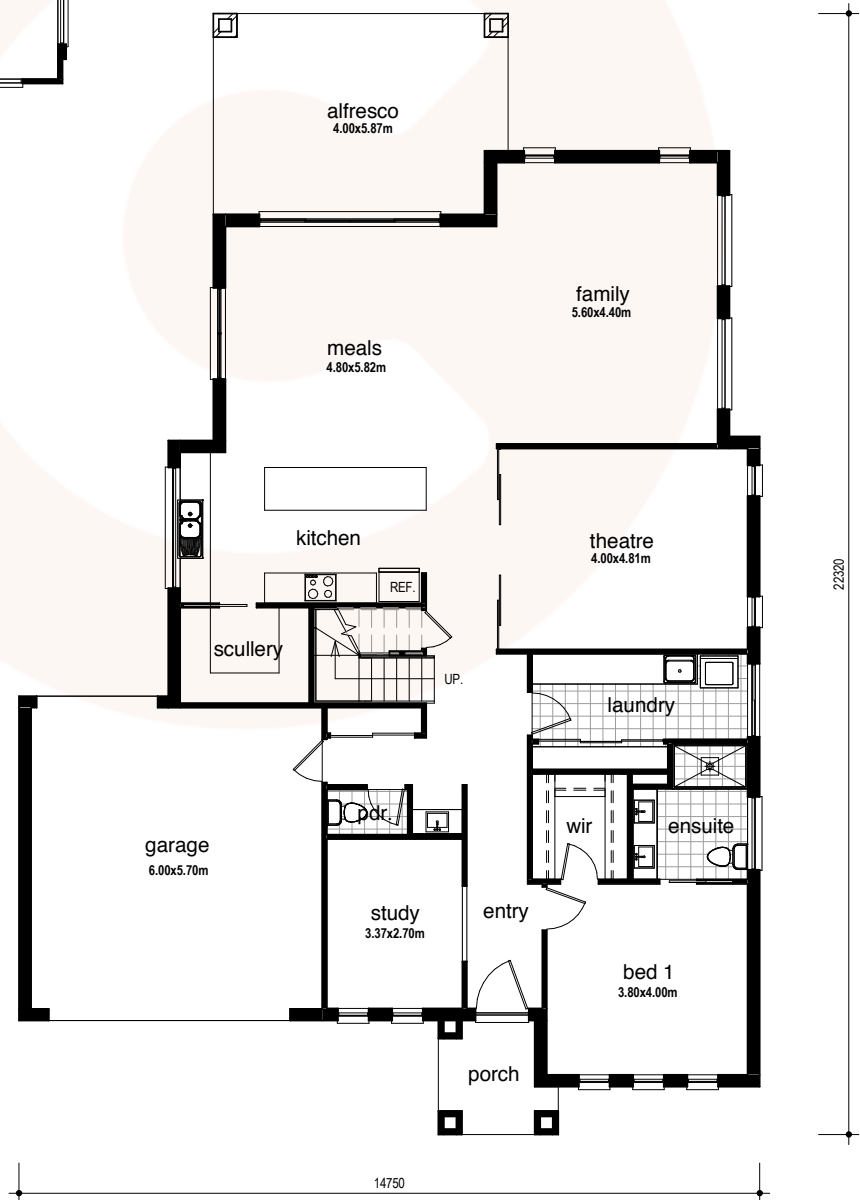 alfresco
4.00x5.87m
family
5.60x4.40m
meals
4.80x5.82m
kitchen
theatre
4.00x4.81m
22320
REF.
scullery
UP.
laundry
pdr.
wir
ensuite
garage
6.00x5.70m
study
3.37x2.70m
entry
bed 1
3.80x4.00m
porch
14750